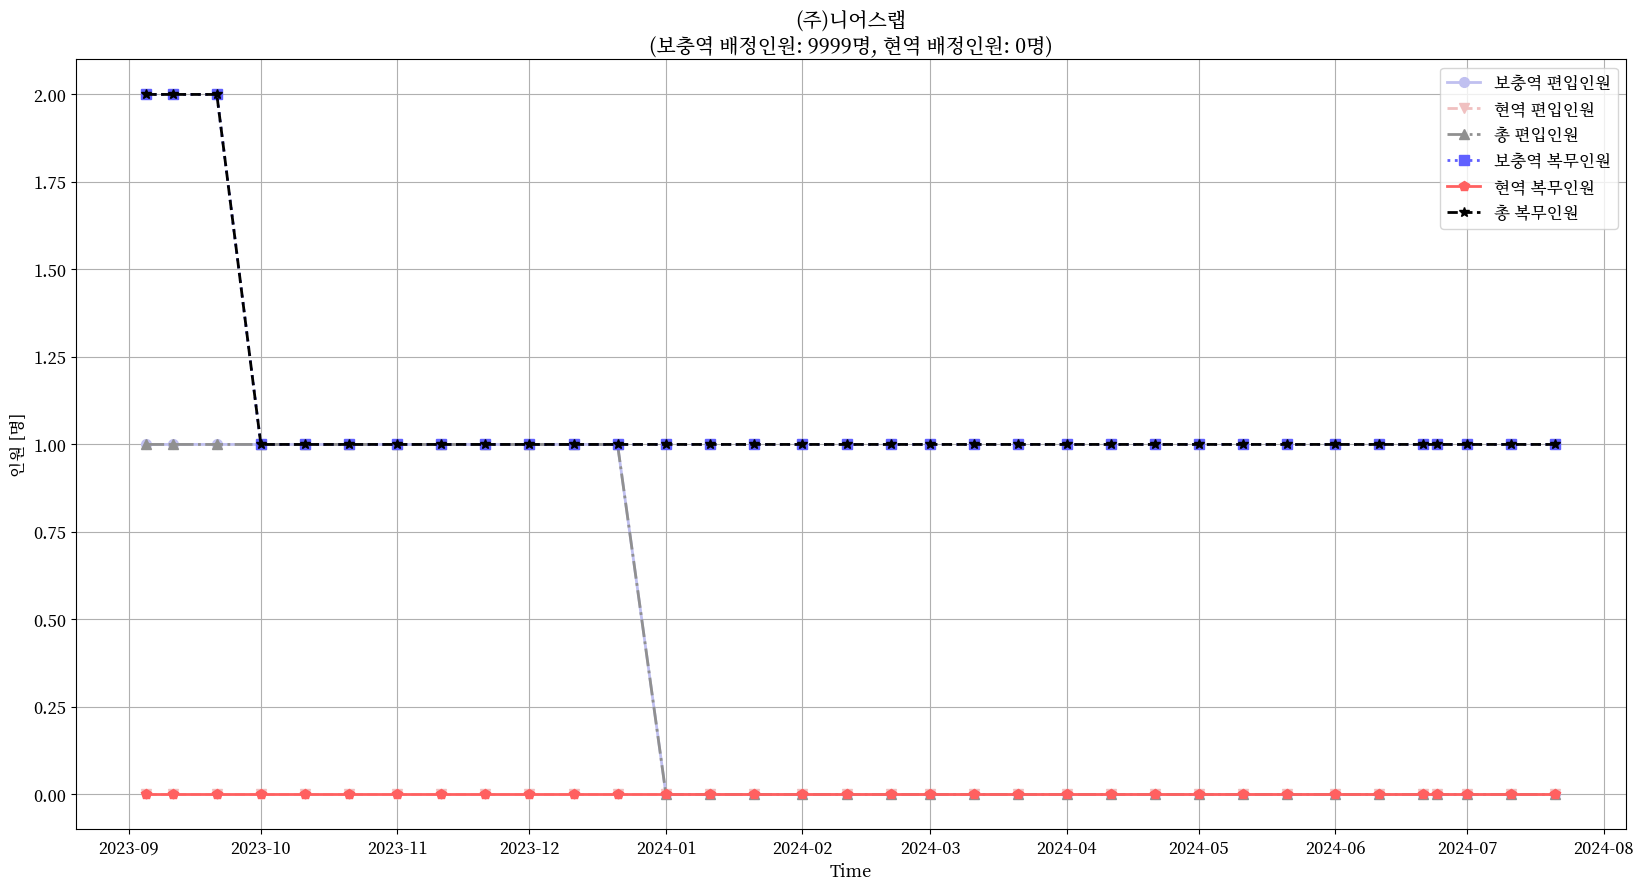 (주)니어스랩
(보충역 배정인원: 9999명, 현역 배정인원: 0명)
보충역 편입인원
현역 편입인원
총 편입인원
보충역 복무인원
현역 복무인원
총 복무인원
인원 [명]
2.00
1.75
1.50
1.25
1.00
0.75
0.50
0.25
0.00
2023-09 2023-10 2023-11 2023-12 2024-01 2024-02 2024-03 2024-04 2024-05 2024-06 2024-07 2024-08
Time